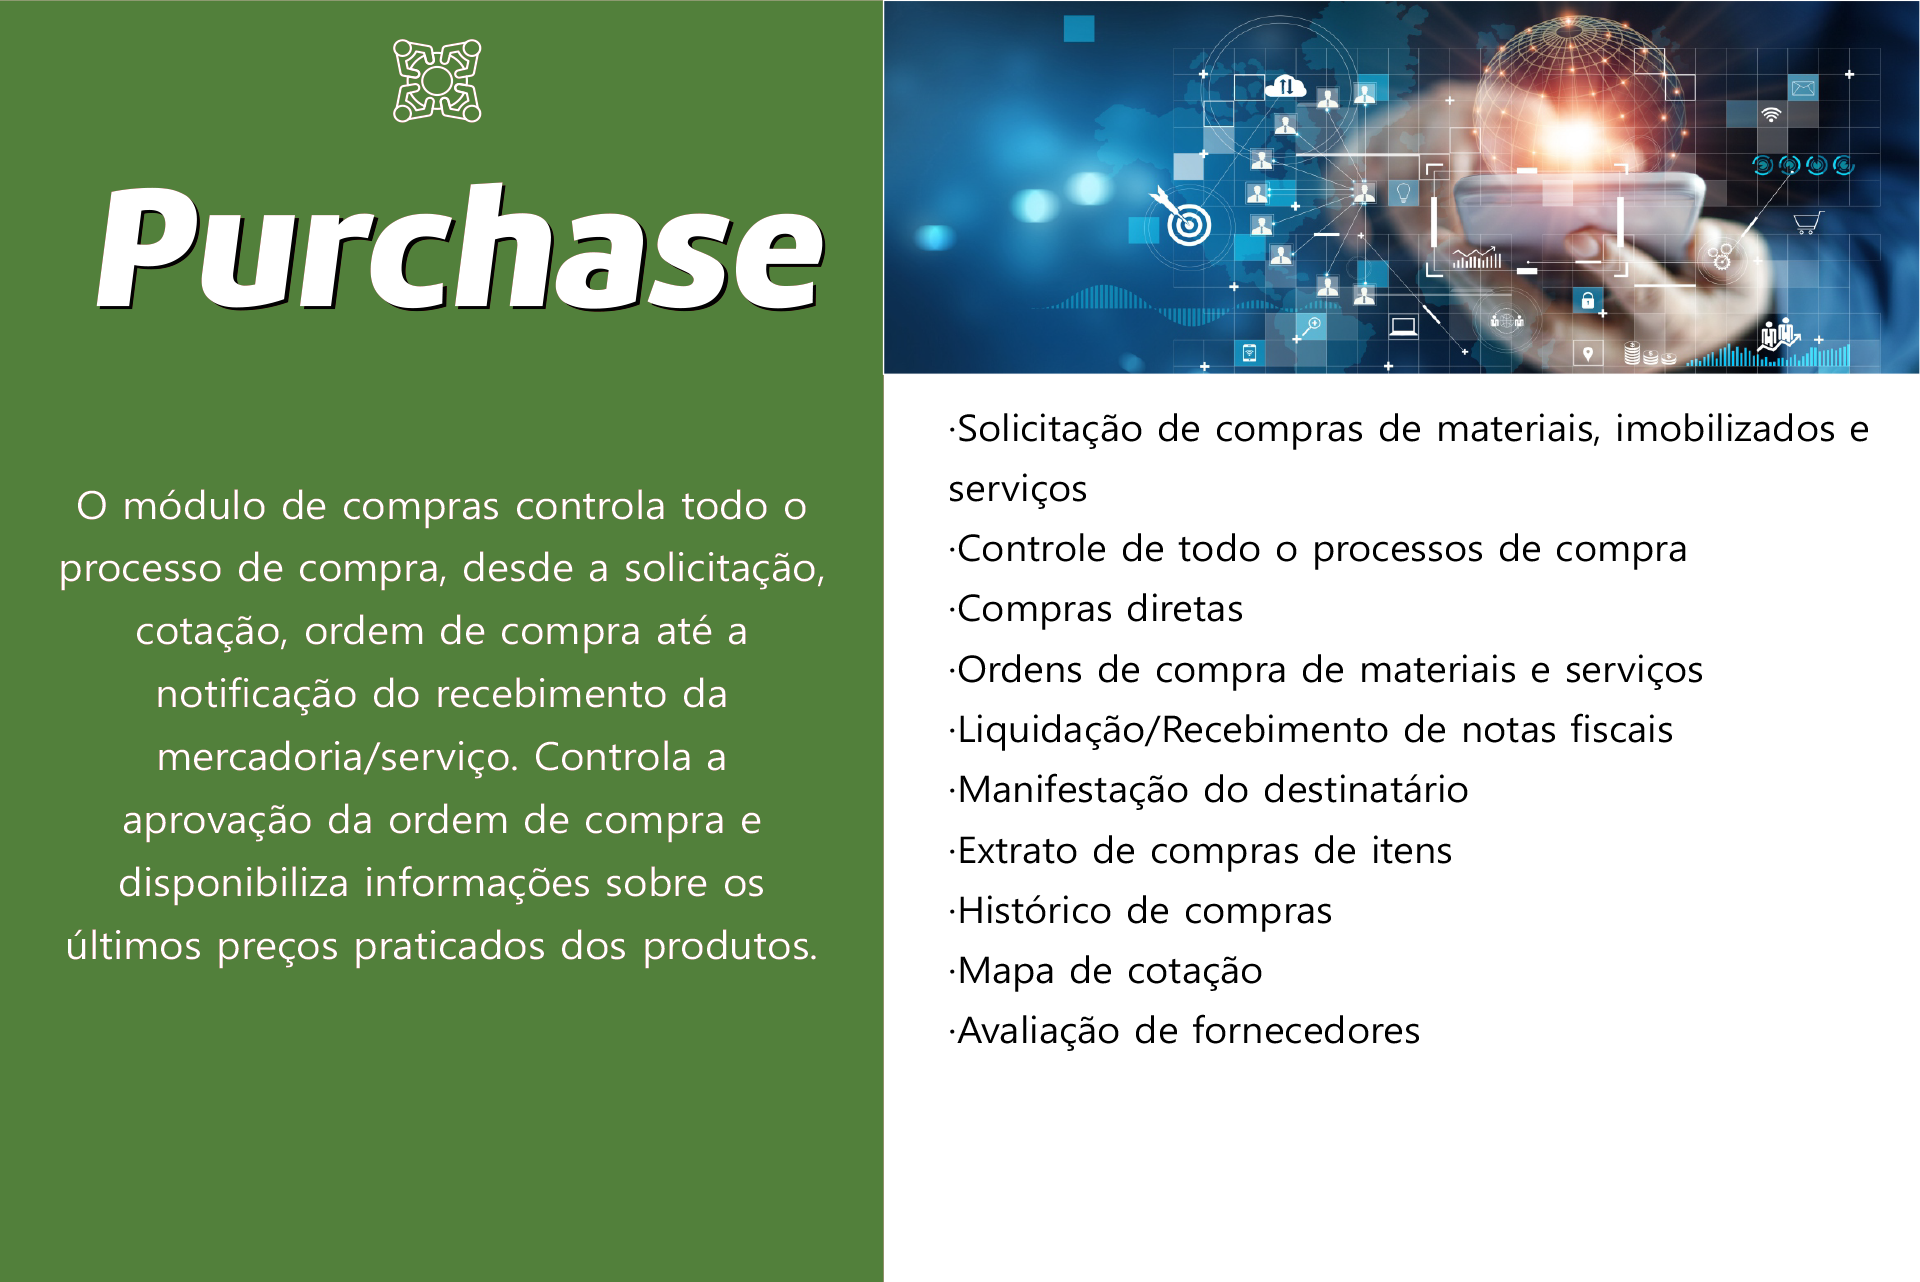 Purchase
O módulo de compras controla todo o
processo de compra, desde a solicitação,
cotação, ordem de compra até a
notificação do recebimento da
mercadoria/serviço. Controla a
aprovação da ordem de compra e
disponibiliza informações sobre os
últimos preços praticados dos produtos.
·Solicitação de compras de materiais, imobilizados e
serviços
·Controle de todo o processos de compra
·Compras diretas
·Ordens de compra de materiais e serviços
·Liquidação/Recebimento de notas fiscais
·Manifestação do destinatário
·Extrato de compras de itens
·Histórico de compras
·Mapa de cotação
·Avaliação de fornecedores